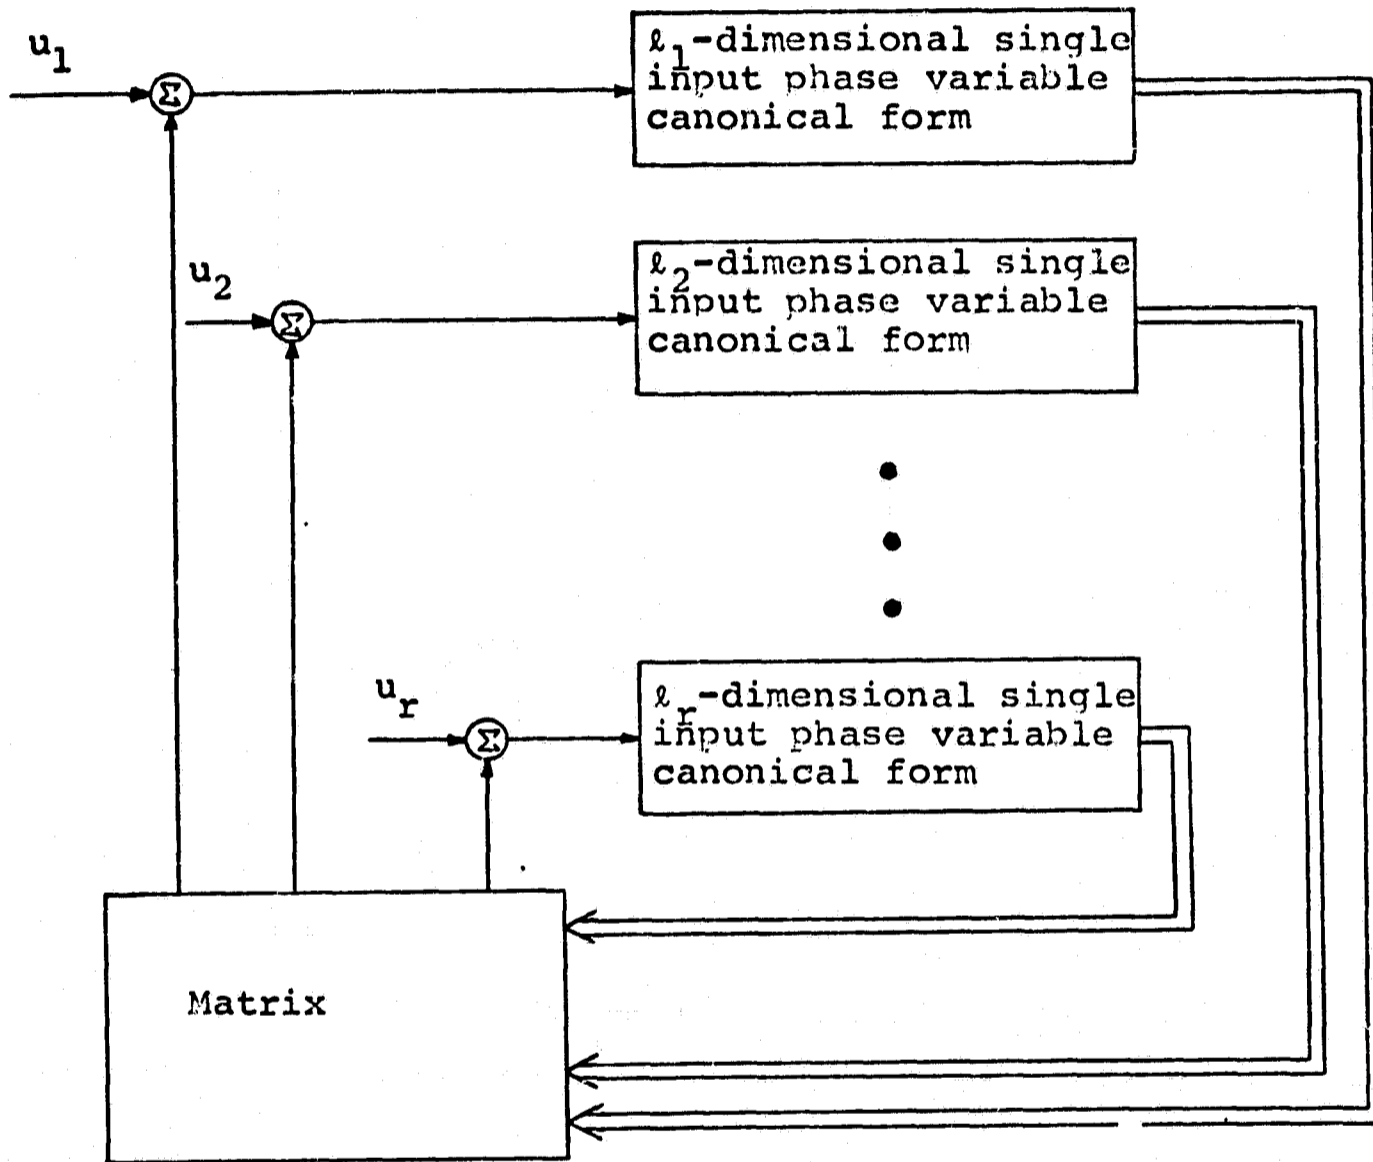 u₁
Σ
ℓ₁-dimensional single
input phase variable
canonical form
u₂
Σ
ℓ₂-dimensional single
input phase variable
canonical form
uᵣ
Σ
ℓᵣ-dimensional single
input phase variable
canonical form
Matrix